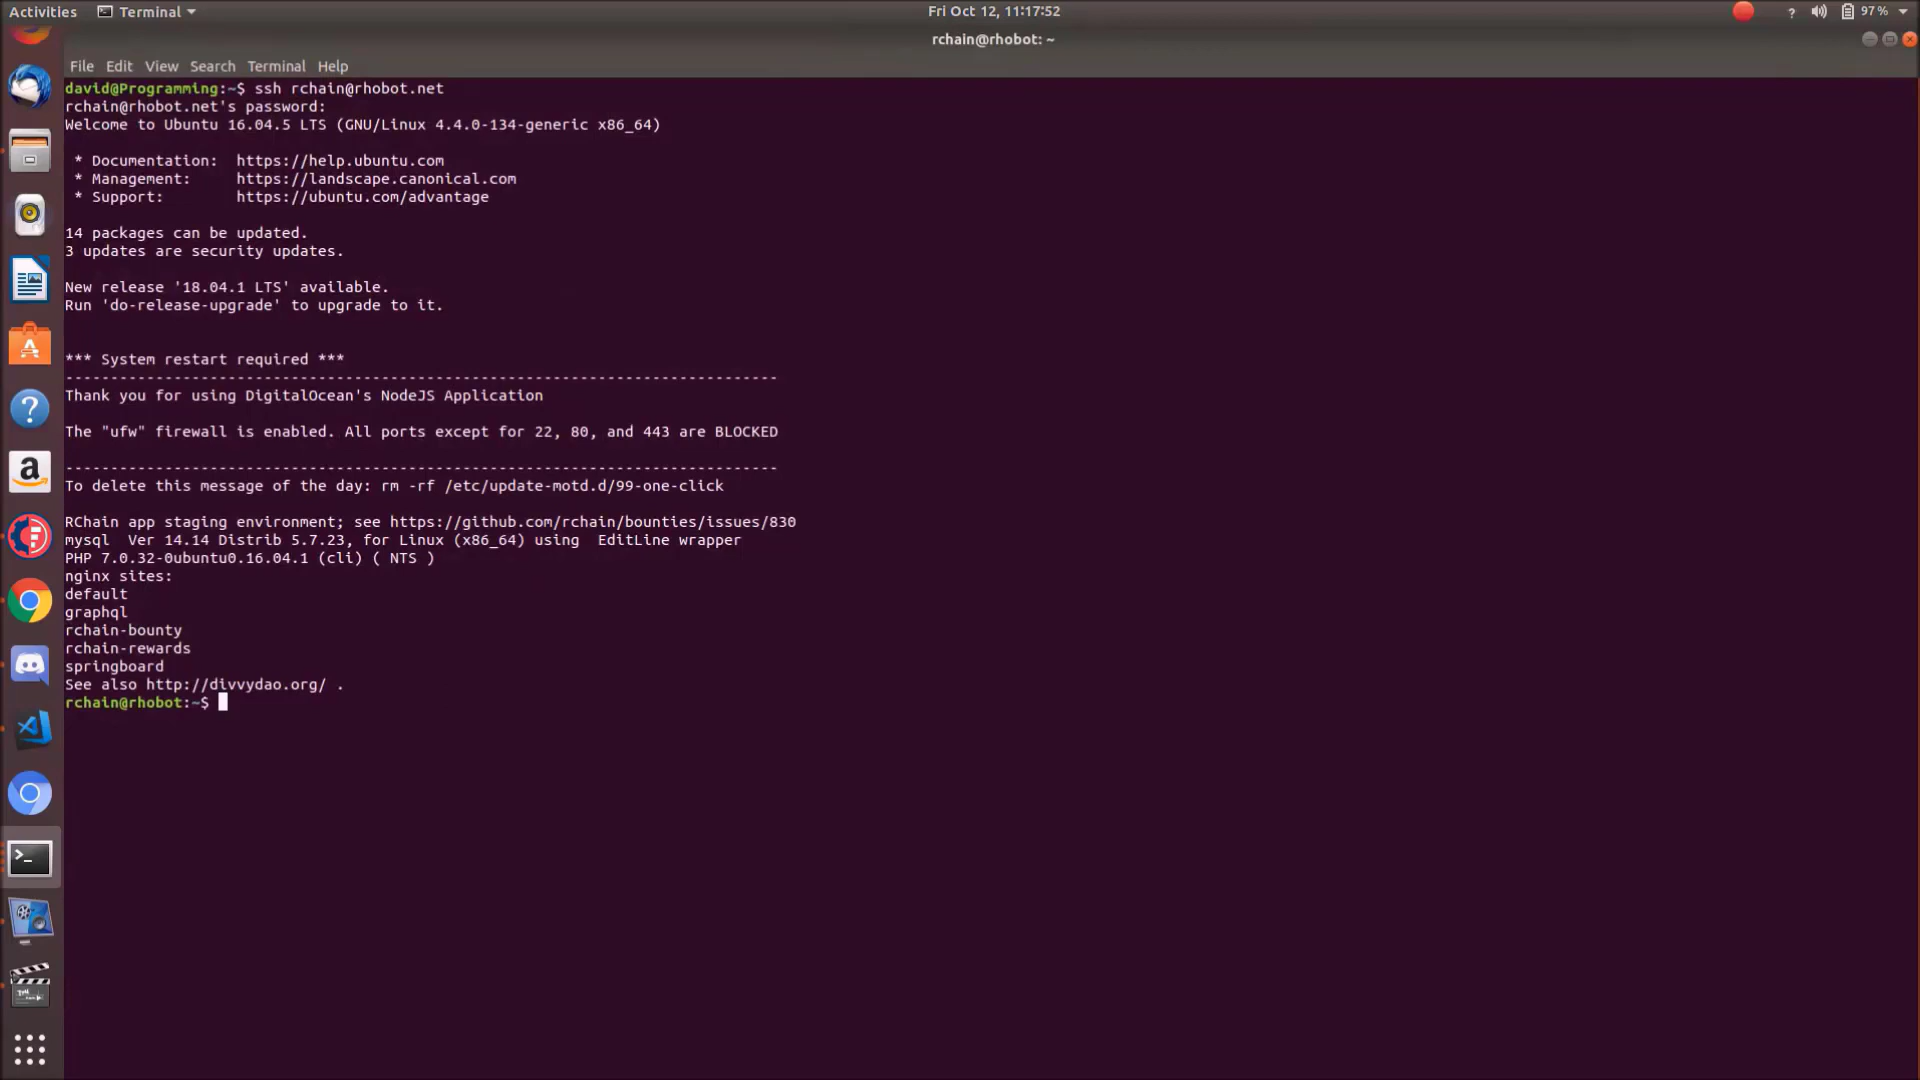 Activities Terminal Fri Oct 12, 11:17:52 ? 97 %
rchain@rhobot: ~
File Edit View Search Terminal Help
david@Programming:~$ ssh rchain@rhobot.net
rchain@rhobot.net's password:
Welcome to Ubuntu 16.04.5 LTS (GNU/Linux 4.4.0-134-generic x86_64)
* Documentation:  https://help.ubuntu.com
* Management:     https://landscape.canonical.com
* Support:        https://ubuntu.com/advantage
14 packages can be updated.
3 updates are security updates.
New release '18.04.1 LTS' available.
Run 'do-release-upgrade' to upgrade to it.
*** System restart required ***
-------------------------------------------------------------------------------
Thank you for using DigitalOcean's NodeJS Application
The "ufw" firewall is enabled. All ports except for 22, 80, and 443 are BLOCKED
-------------------------------------------------------------------------------
To delete this message of the day: rm -rf /etc/update-motd.d/99-one-click
RChain app staging environment; see https://github.com/rchain/bounties/issues/830
mysql  Ver 14.14 Distrib 5.7.23, for Linux (x86_64) using  EditLine wrapper
PHP 7.0.32-0ubuntu0.16.04.1 (cli) ( NTS )
nginx sites:
default
graphql
rchain-bounty
rchain-rewards
springboard
See also http://divvydao.org/ .
rchain@rhobot:~$